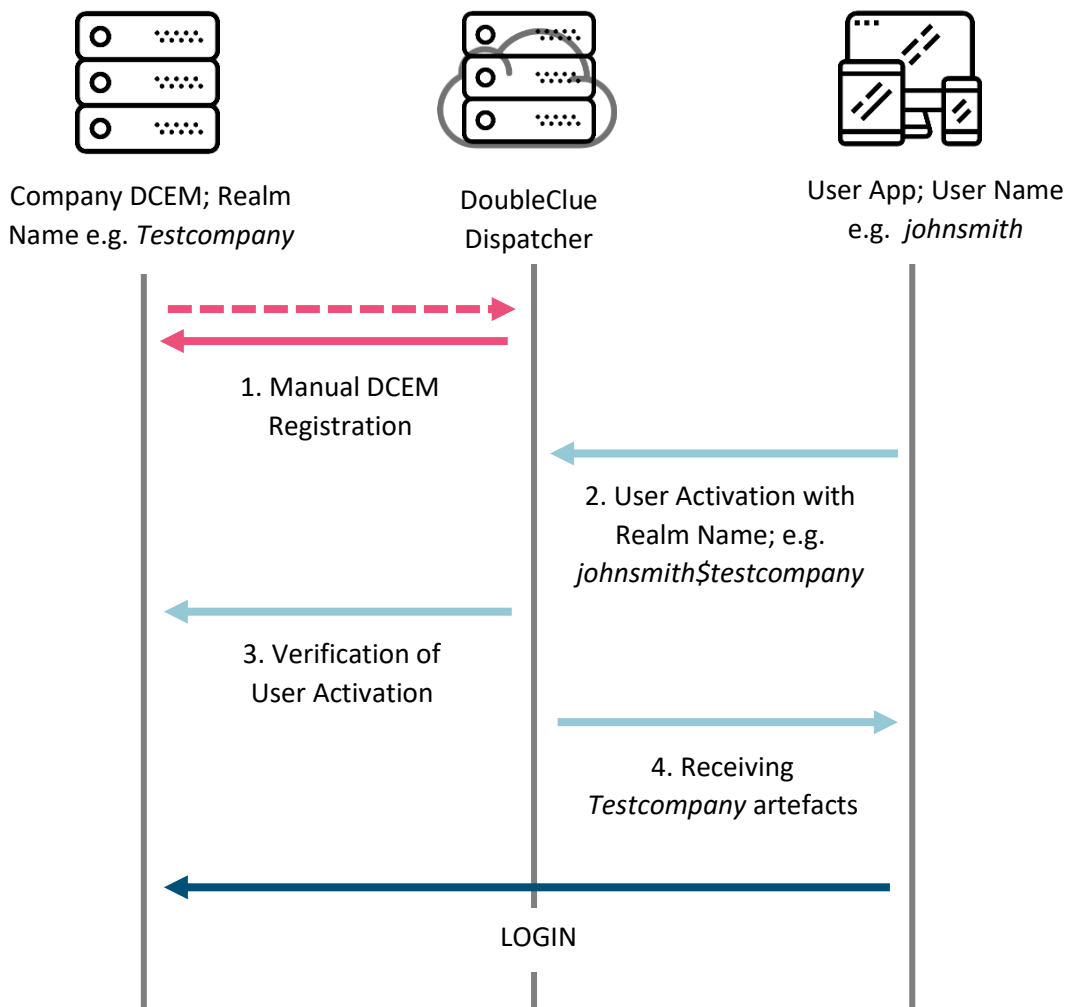 Company DCEM; Realm
Name e.g. Testcompany
DoubleClue
Dispatcher
User App; User Name
e.g. johnsmith
1. Manual DCEM
Registration
2. User Activation with
Realm Name; e.g.
johnsmith$testcompany
3. Verification of
User Activation
4. Receiving
Testcompany artefacts
LOGIN